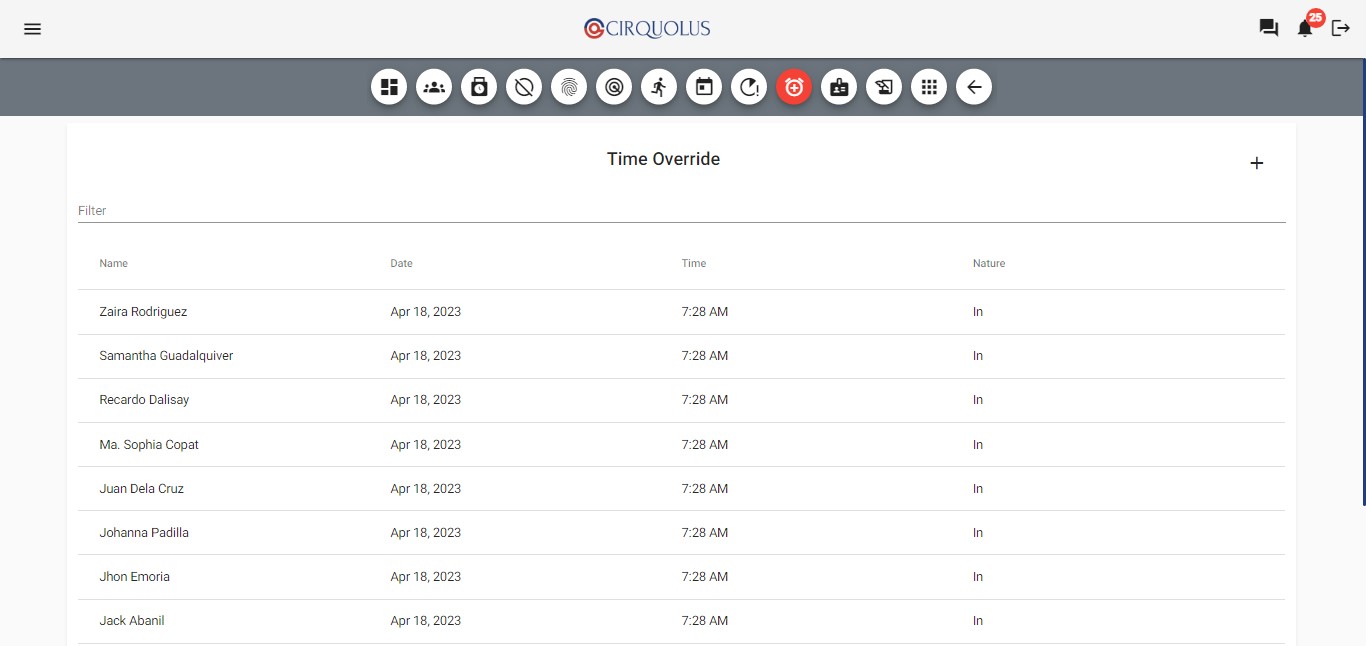 CIRQUOLUS
25
Time Override
Filter
Name Date Time Nature
Zaira Rodriguez Apr 18, 2023 7:28 AM In
Samantha Guadalquiver Apr 18, 2023 7:28 AM In
Recardo Dalisay Apr 18, 2023 7:28 AM In
Ma. Sophia Copat Apr 18, 2023 7:28 AM In
Juan Dela Cruz Apr 18, 2023 7:28 AM In
Johanna Padilla Apr 18, 2023 7:28 AM In
Jhon Emoria Apr 18, 2023 7:28 AM In
Jack Abanil Apr 18, 2023 7:28 AM In